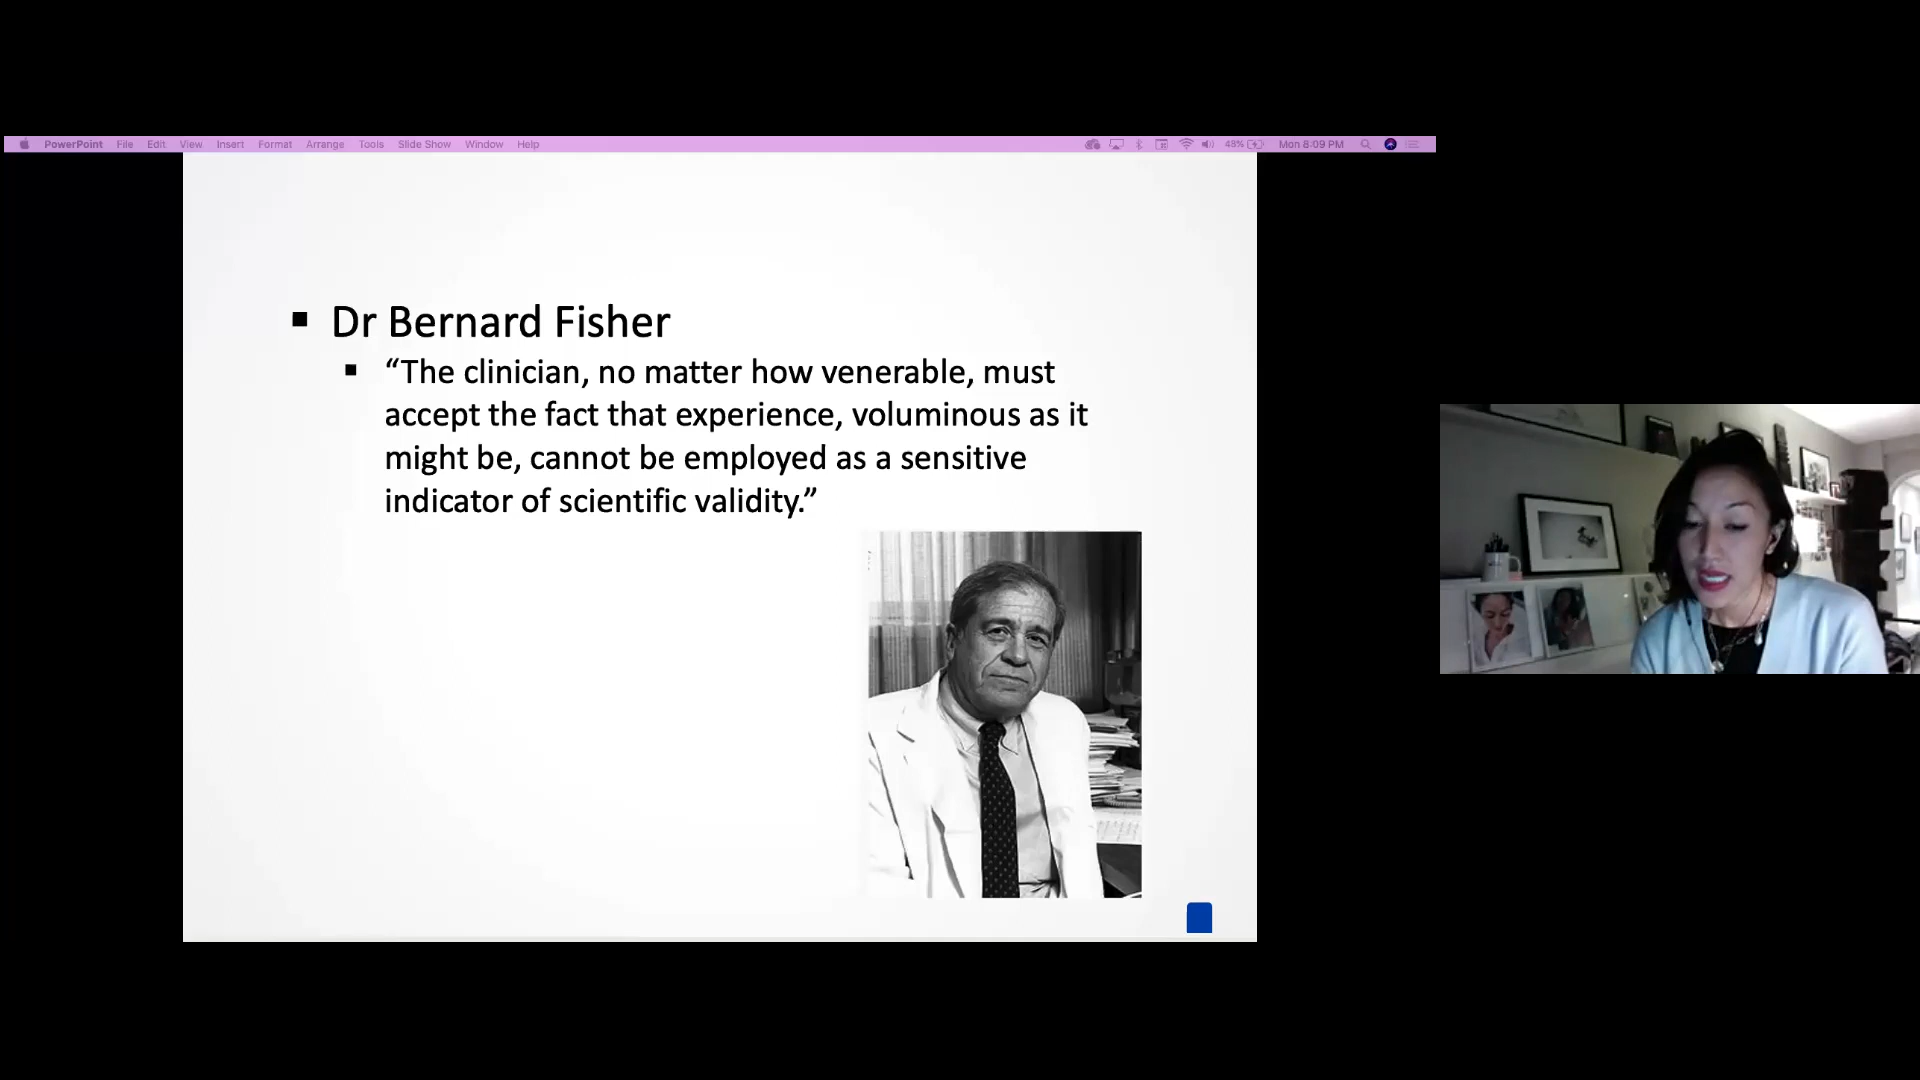 PowerPoint File Edit View Insert Format Arrange Tools Slide Show Window Help 48% Mon 8:09 PM
▪ Dr Bernard Fisher
▪ “The clinician, no matter how venerable, must
accept the fact that experience, voluminous as it
might be, cannot be employed as a sensitive
indicator of scientific validity.”